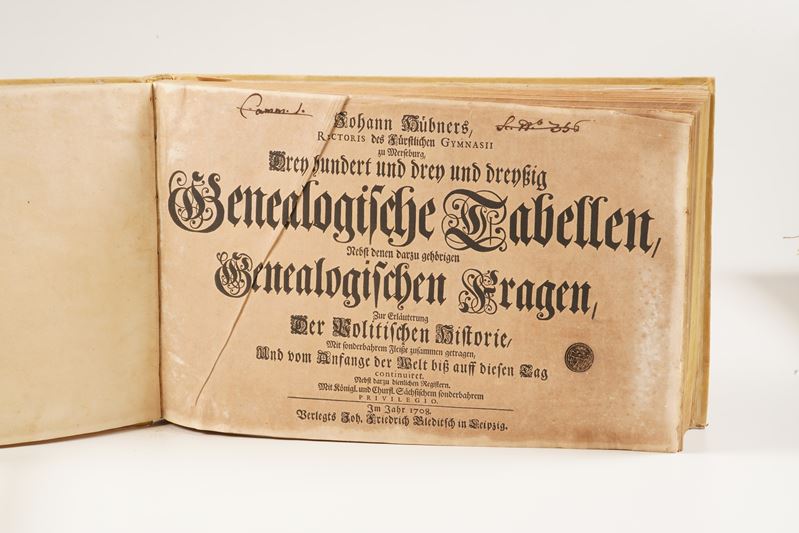 Camm. 1.
Johann Hübners,
RECTORIS des Fürstlichen GYMNASII
zu Merseburg,
Drey hundert und drey und dreyßig
Genealogische Tabellen,
Nebst denen darzu gehörigen
Genealogischen Fragen,
Zur Erläuterung
Der Politischen Historie,
Mit sonderbahrem Fleiße zusammen getragen,
Und vom Anfange der Welt biß auff diesen Tag
continuiret.
Nebst darzu dienlichen Registern.
Mit Königl. und Churfl. Sächsischem sonderbahrem
PRIVILEGIO.
Im Jahr 1708.
Verlegts Joh. Friedrich Gleditsch in Leipzig.